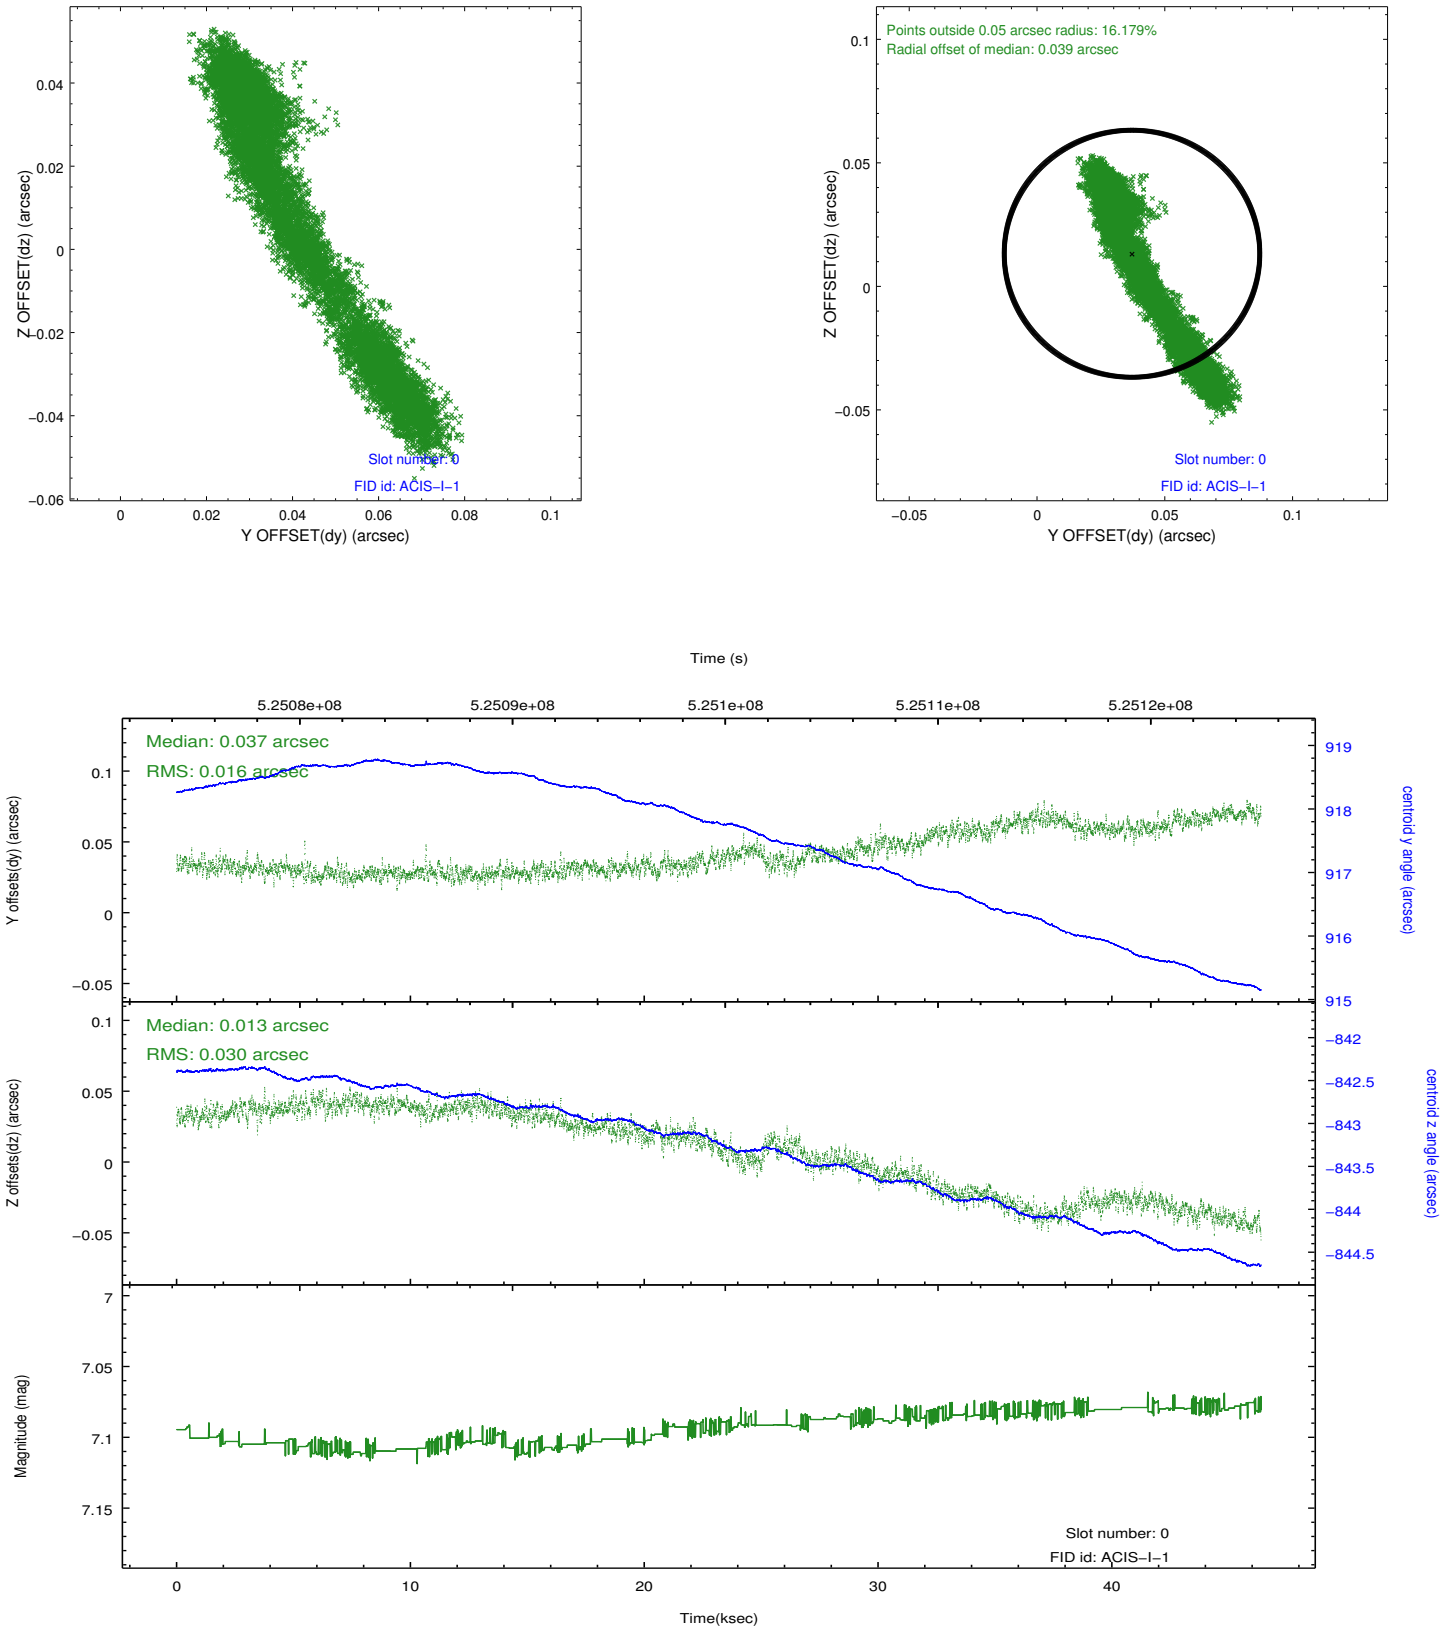 0.04
0.02
0
−0.02
−0.04
−0.06
Z OFFSET(dz) (arcsec)
Slot number: 0
FID id: ACIS−I−1
0 0.02 0.04 0.06 0.08 0.1
Y OFFSET(dy) (arcsec)
Points outside 0.05 arcsec radius: 16.179%
Radial offset of median: 0.039 arcsec
0.1
0.05
0
−0.05
Z OFFSET(dz) (arcsec)
Slot number: 0
FID id: ACIS−I−1
−0.05 0 0.05 0.1
Y OFFSET(dy) (arcsec)
Time (s)
5.2508e+08 5.2509e+08 5.251e+08 5.2511e+08 5.2512e+08
Median: 0.037 arcsec
RMS: 0.016 arcsec
0.1
0.05
0
−0.05
Y offsets(dy) (arcsec)
919
918
917
916
915
centroid y angle (arcsec)
Median: 0.013 arcsec
RMS: 0.030 arcsec
0.1
0.05
0
−0.05
Z offsets(dz) (arcsec)
−842
−842.5
−843
−843.5
−844
−844.5
centroid z angle (arcsec)
7
7.05
7.1
7.15
Magnitude (mag)
Slot number: 0
FID id: ACIS−I−1
0 10 20 30 40
Time(ksec)